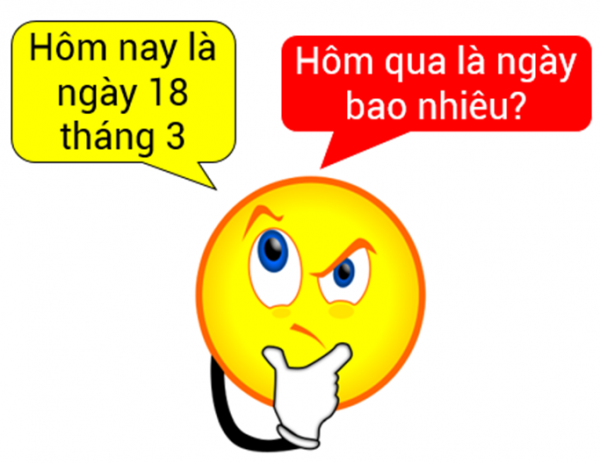 Hôm nay là
ngày 18
tháng 3
Hôm qua là ngày
bao nhiêu?